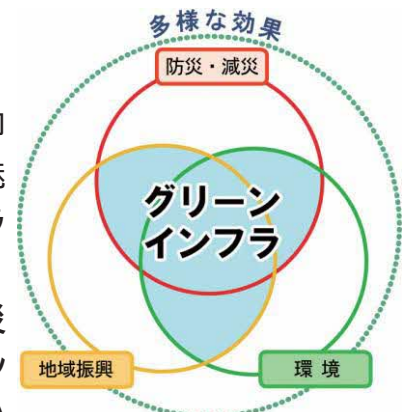 多様な効果
防災・減災
グリーン
インフラ
地域振興
環 境